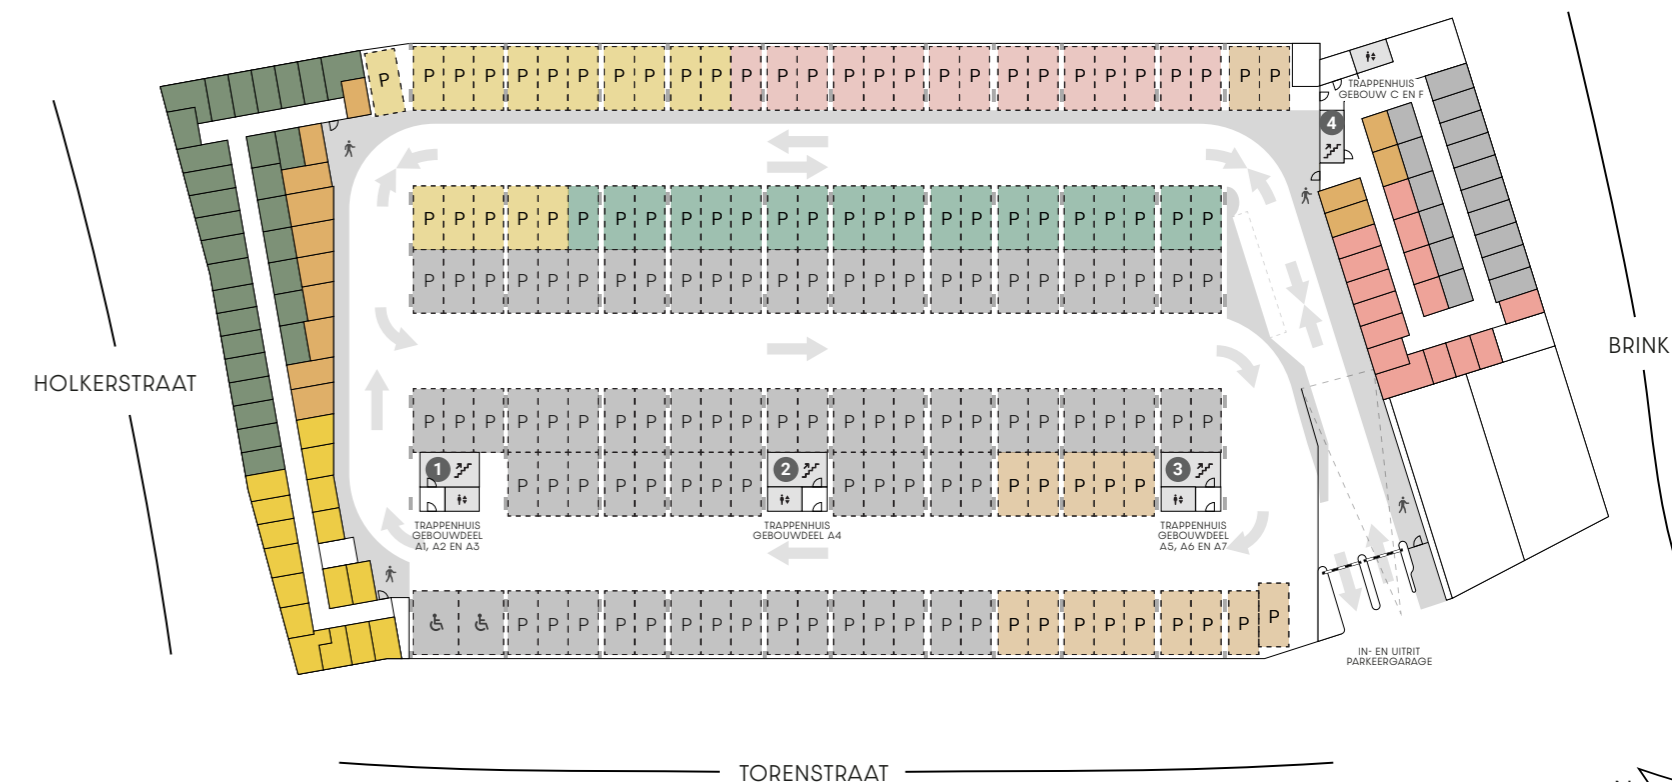 P P P P P P P P P P P P P P P P P P P P P P P P P P P P
TRAPPENHUIS
GEBOUW C EN F
4
P P P P P P P P P P P P P P P P P P P P P P P P P
P P P P P P P P P P P P P P P P P P P P P P P P P
BRINK
HOLKERSTRAAT
P P P P P P P P P P P P P P P P P P P P P P P P P
1 P P P P P P P P 2 P P P P P P P P P P 3
TRAPPENHUIS
GEBOUWDEEL
A1, A2 EN A3
TRAPPENHUIS
GEBOUWDEEL A4
TRAPPENHUIS
GEBOUWDEEL
A5, A6 EN A7
P P P P P P P P P P P P P P P P P P P P P P P P
IN- EN UITRIT
PARKEERGARAGE
TORENSTRAAT